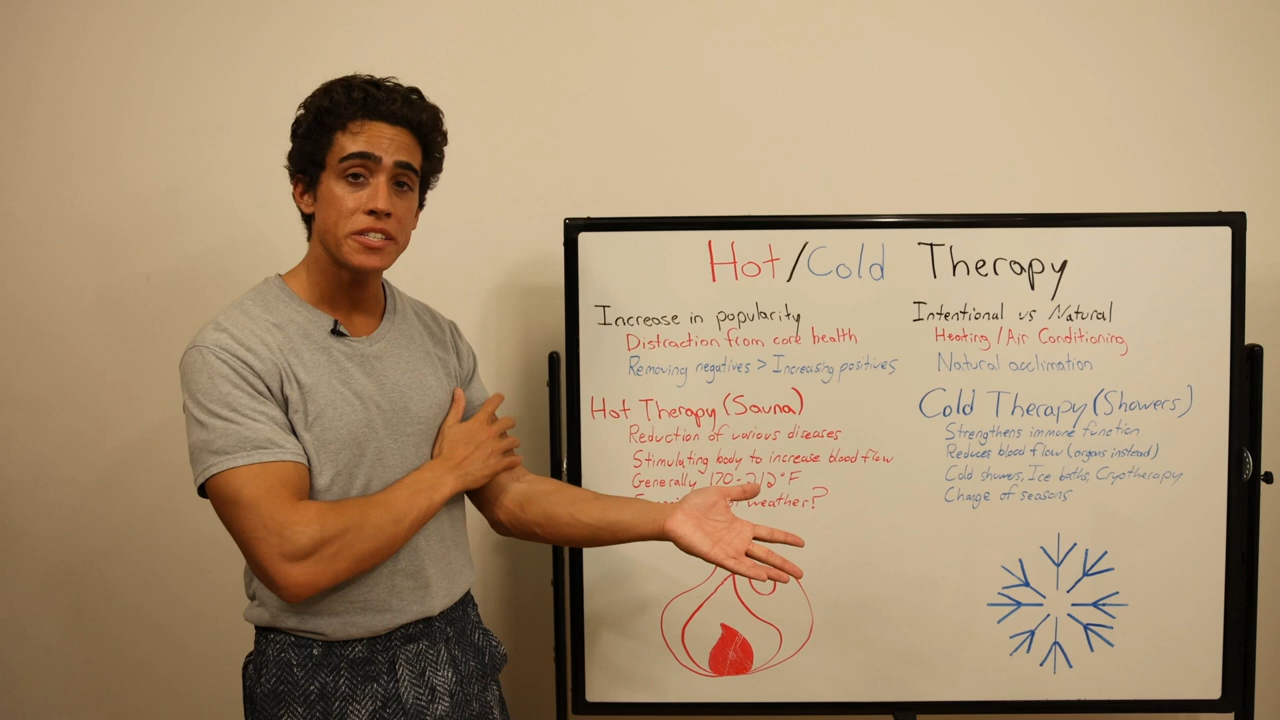 Hot/Cold Therapy
Increase in popularity
Distraction from core health
Removing negatives > Increasing positives
Hot Therapy (Sauna)
Reduction of various diseases
Stimulating body to increase blood flow
Generally 170-212°F
weather?
Intentional vs Natural
Heating/Air Conditioning
Natural acclimation
Cold Therapy (Showers)
Strengthens immune function
Reduces blood flow (organs instead)
Cold showers, Ice baths, Cryotherapy
Change of seasons